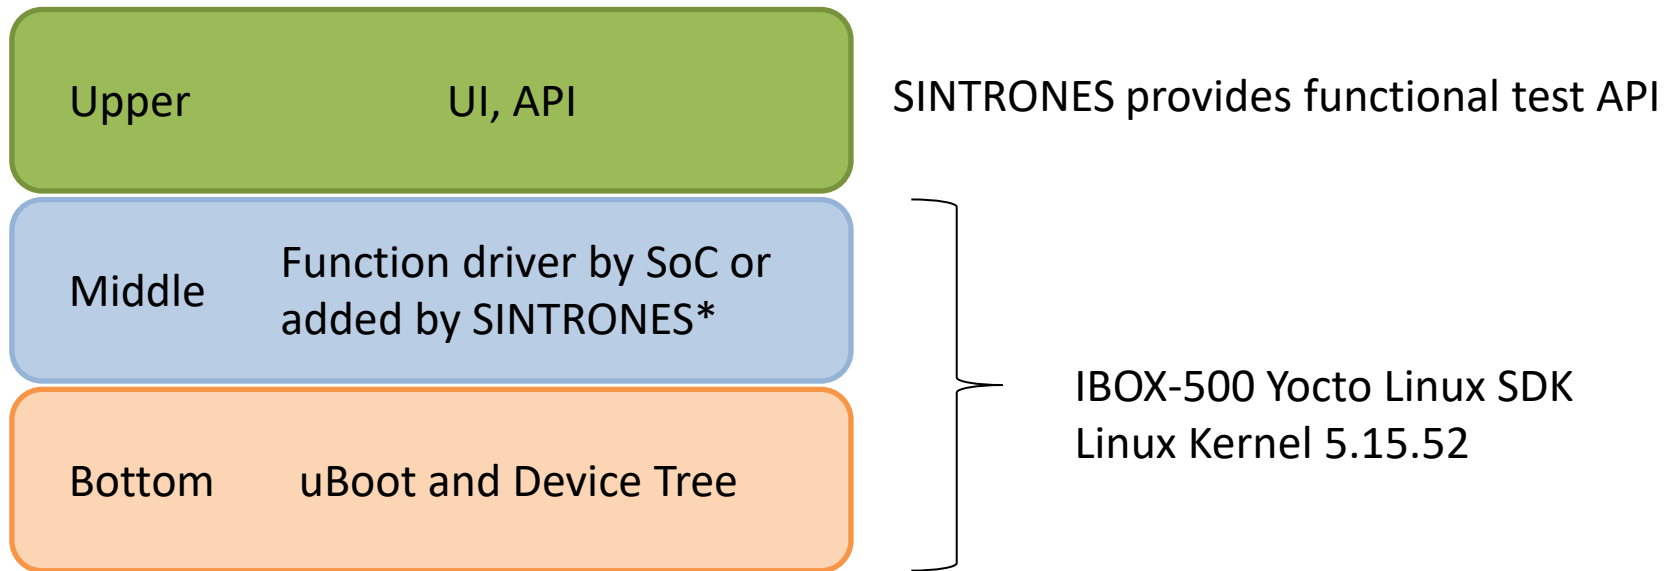 Upper UI, API
SINTRONES provides functional test API
Middle
Function driver by SoC or
added by SINTRONES*
Bottom uBoot and Device Tree
IBOX-500 Yocto Linux SDK
Linux Kernel 5.15.52